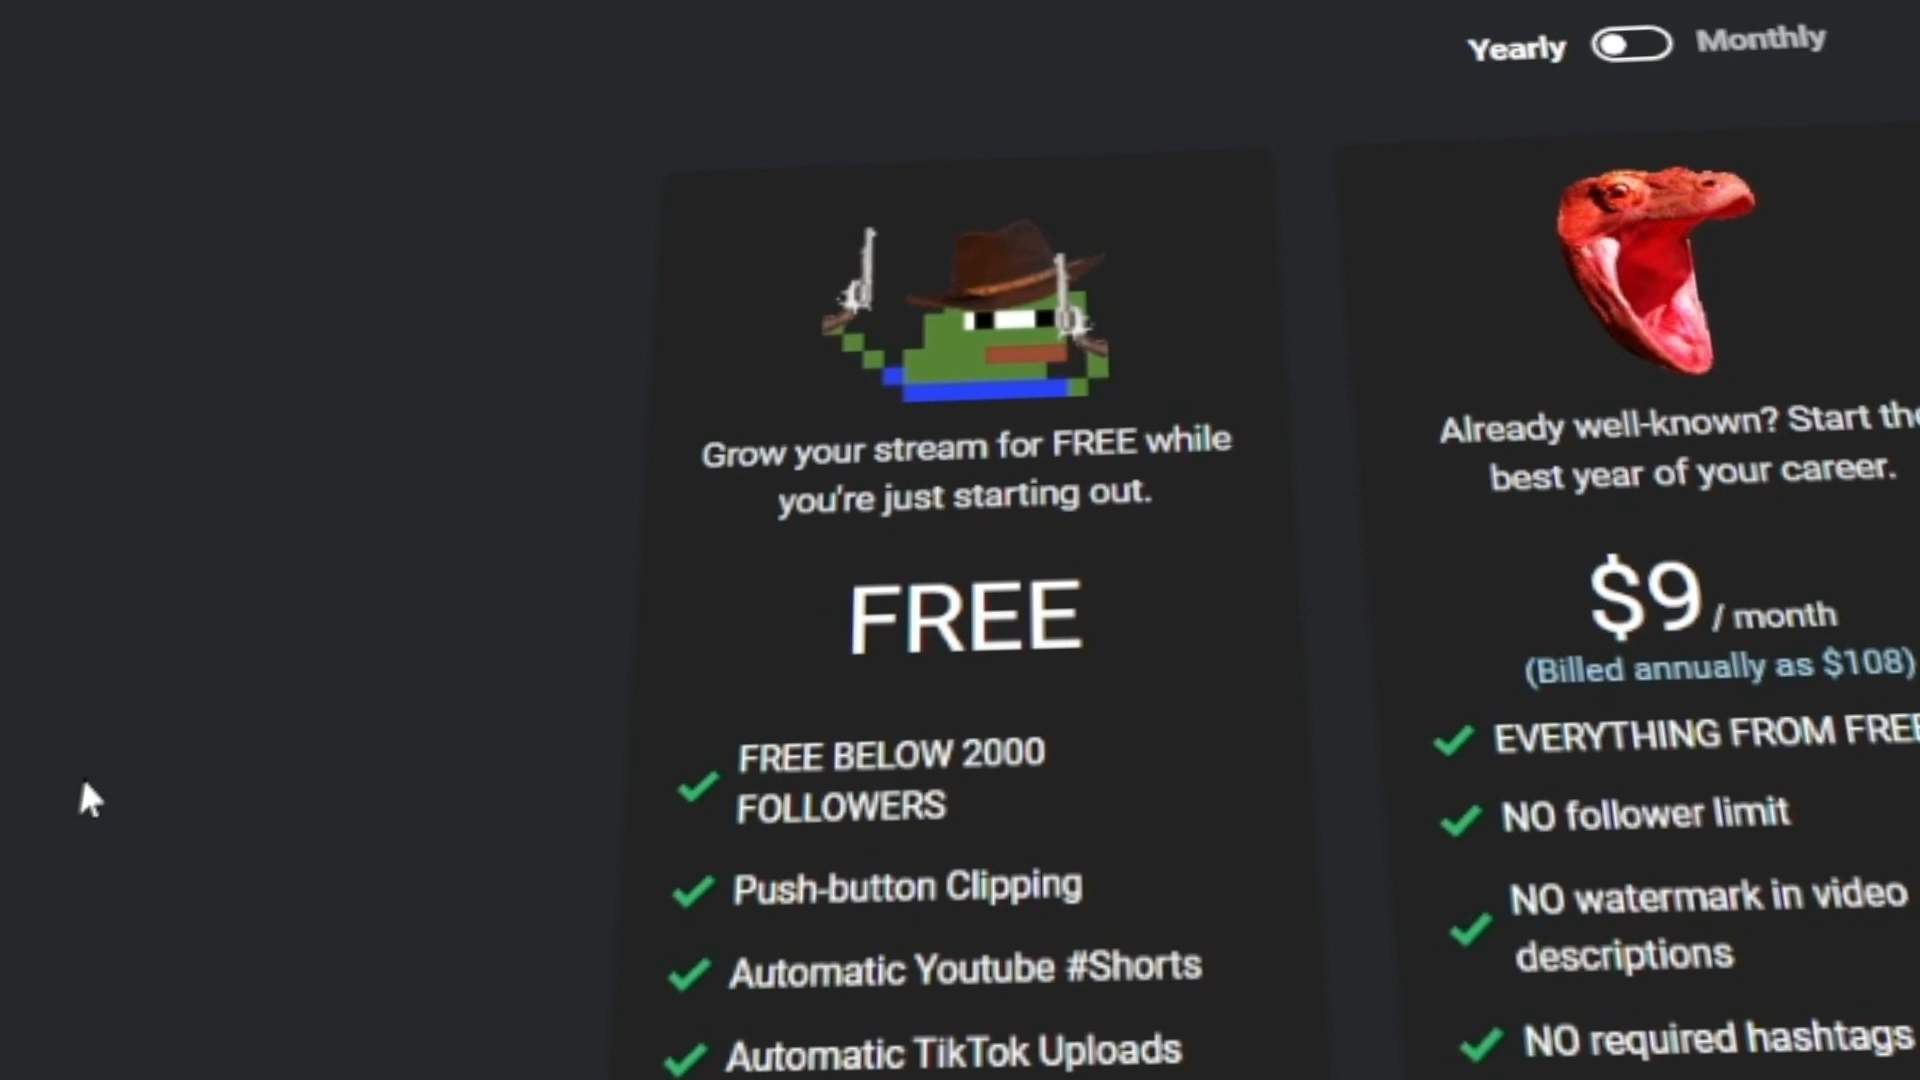 Yearly Monthly
Grow your stream for FREE while
you're just starting out.
FREE
FREE BELOW 2000
FOLLOWERS
Push-button Clipping
Automatic Youtube #Shorts
Automatic TikTok Uploads
Already well-known? Start
best year of your career.
$9 / month
(Billed annually as $108)
EVERYTHING FROM FREE
NO follower limit
NO watermark in video
descriptions
NO required hashtags